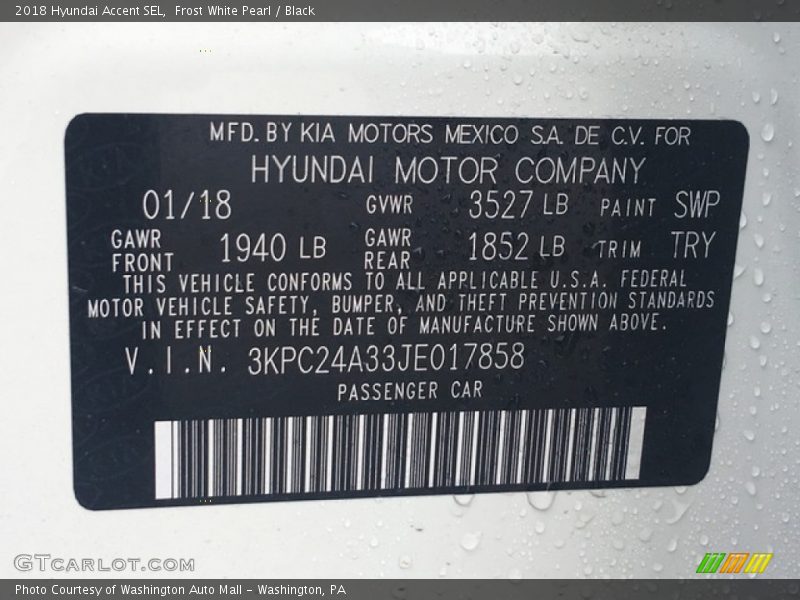 2018 Hyundai Accent SEL, Frost White Pearl / Black
MFD. BY KIA MOTORS MEXICO S.A. DE C.V. FOR
HYUNDAI MOTOR COMPANY
01/18 GVWR 3527 LB PAINT SWP
GAWR FRONT 1940 LB GAWR REAR 1852 LB TRIM TRY
THIS VEHICLE CONFORMS TO ALL APPLICABLE U.S.A. FEDERAL
MOTOR VEHICLE SAFETY, BUMPER, AND THEFT PREVENTION STANDARDS
IN EFFECT ON THE DATE OF MANUFACTURE SHOWN ABOVE.
V.I.N. 3KPC24A33JE017858
PASSENGER CAR
GTCARLOT.COM
Photo Courtesy of Washington Auto Mall - Washington, PA